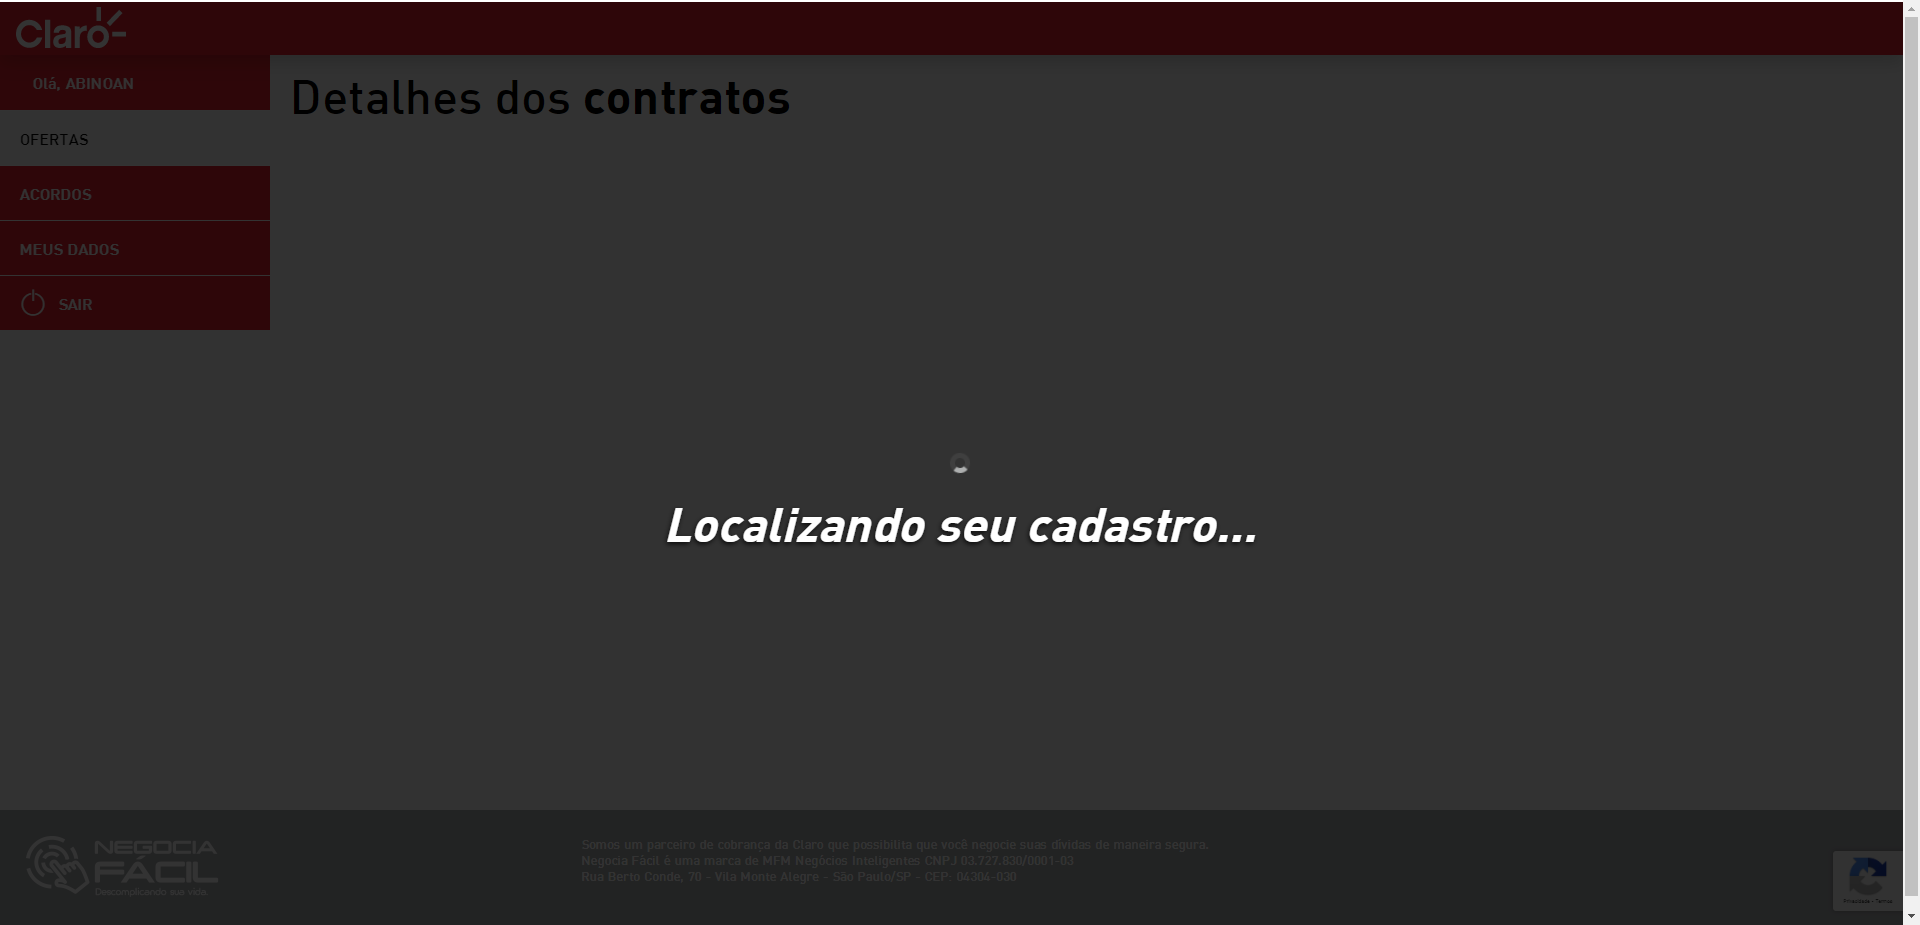 Claro
Olá, ABINOAN
Detalhes dos contratos
OFERTAS
ACORDOS
MEUS DADOS
SAIR
Localizando seu cadastro...
NEGOCIA
FÁCIL
Descomplicando sua vida.
Somos um parceiro de cobrança da Claro que possibilita que você negocie suas dívidas de maneira segura.
Negocia Fácil é uma marca de MFM Negócios Inteligentes CNPJ 03.727.830/0001-03
Rua Berto Conde, 70 - Vila Monte Alegre - São Paulo/SP - CEP: 04304-030
Privacidade - Termos